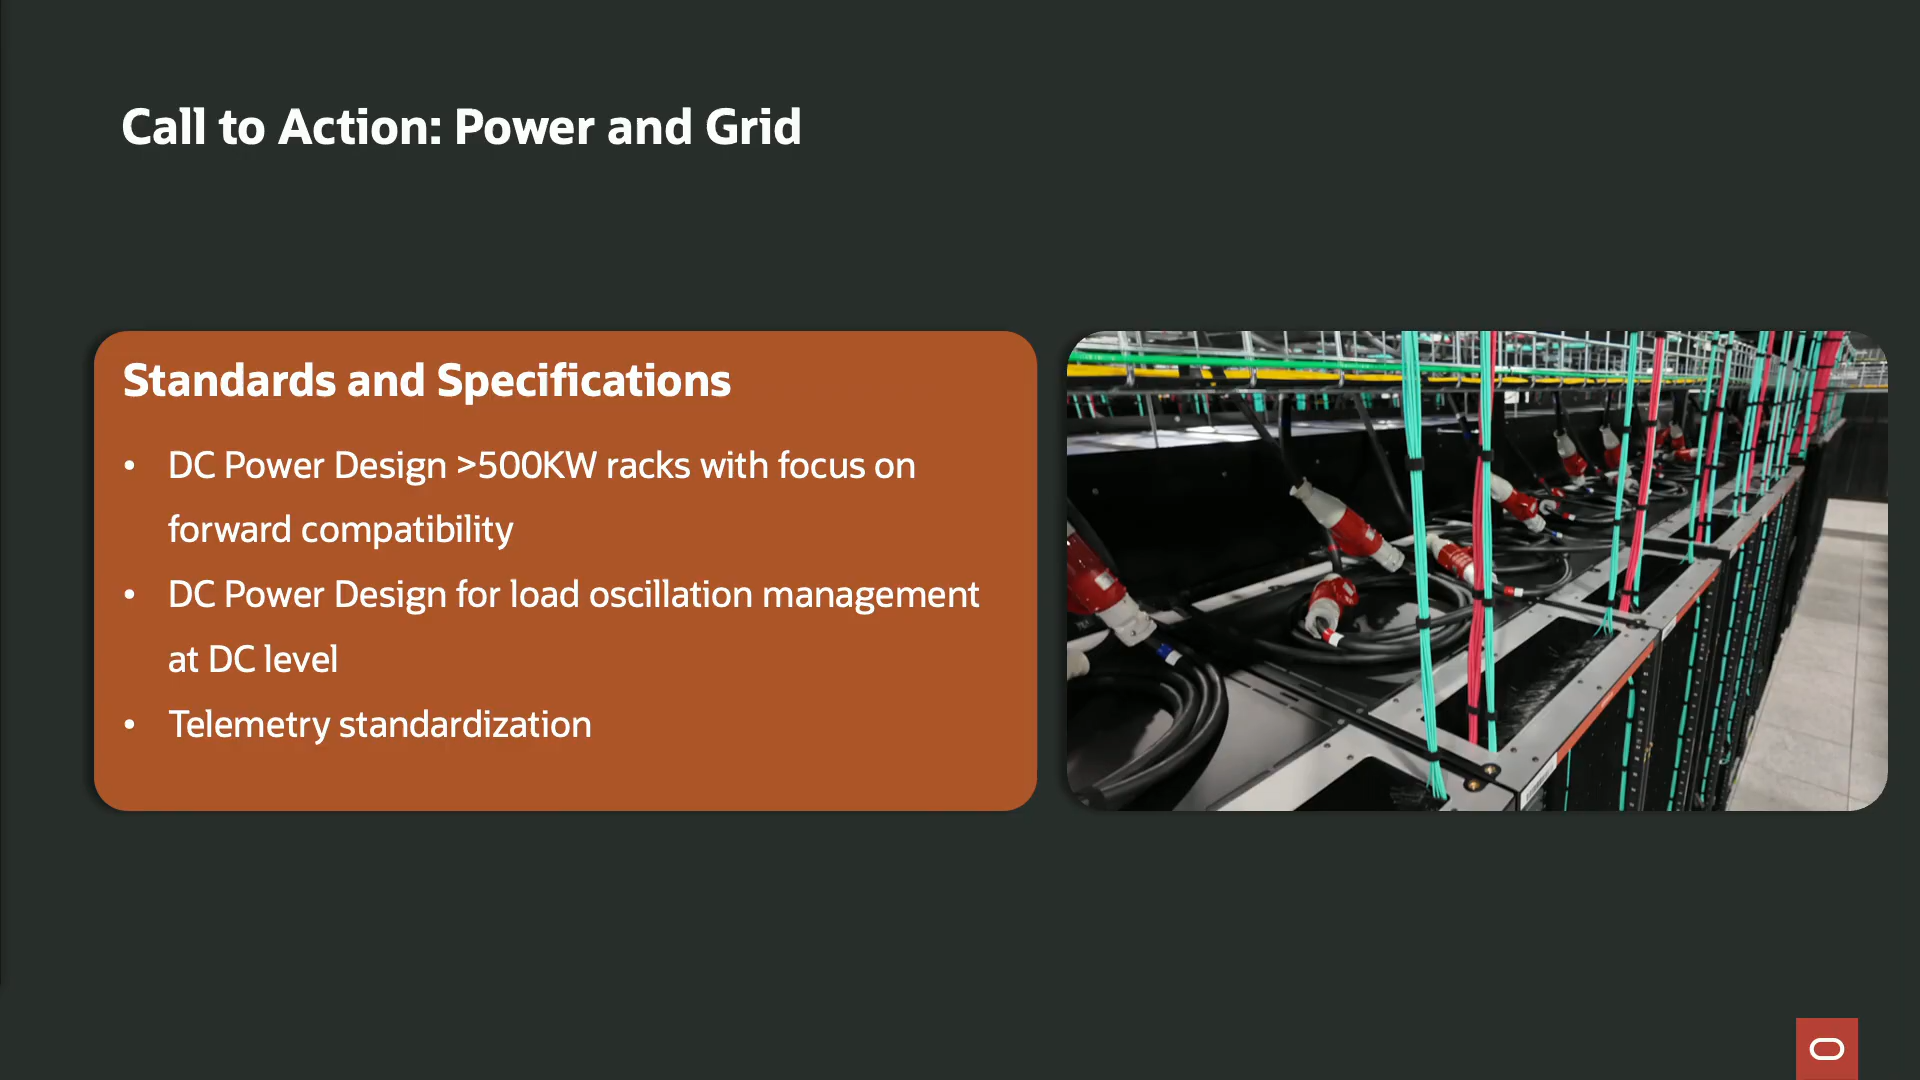 Call to Action: Power and Grid
Standards and Specifications
• DC Power Design >500KW racks with focus on
forward compatibility
• DC Power Design for load oscillation management
at DC level
• Telemetry standardization